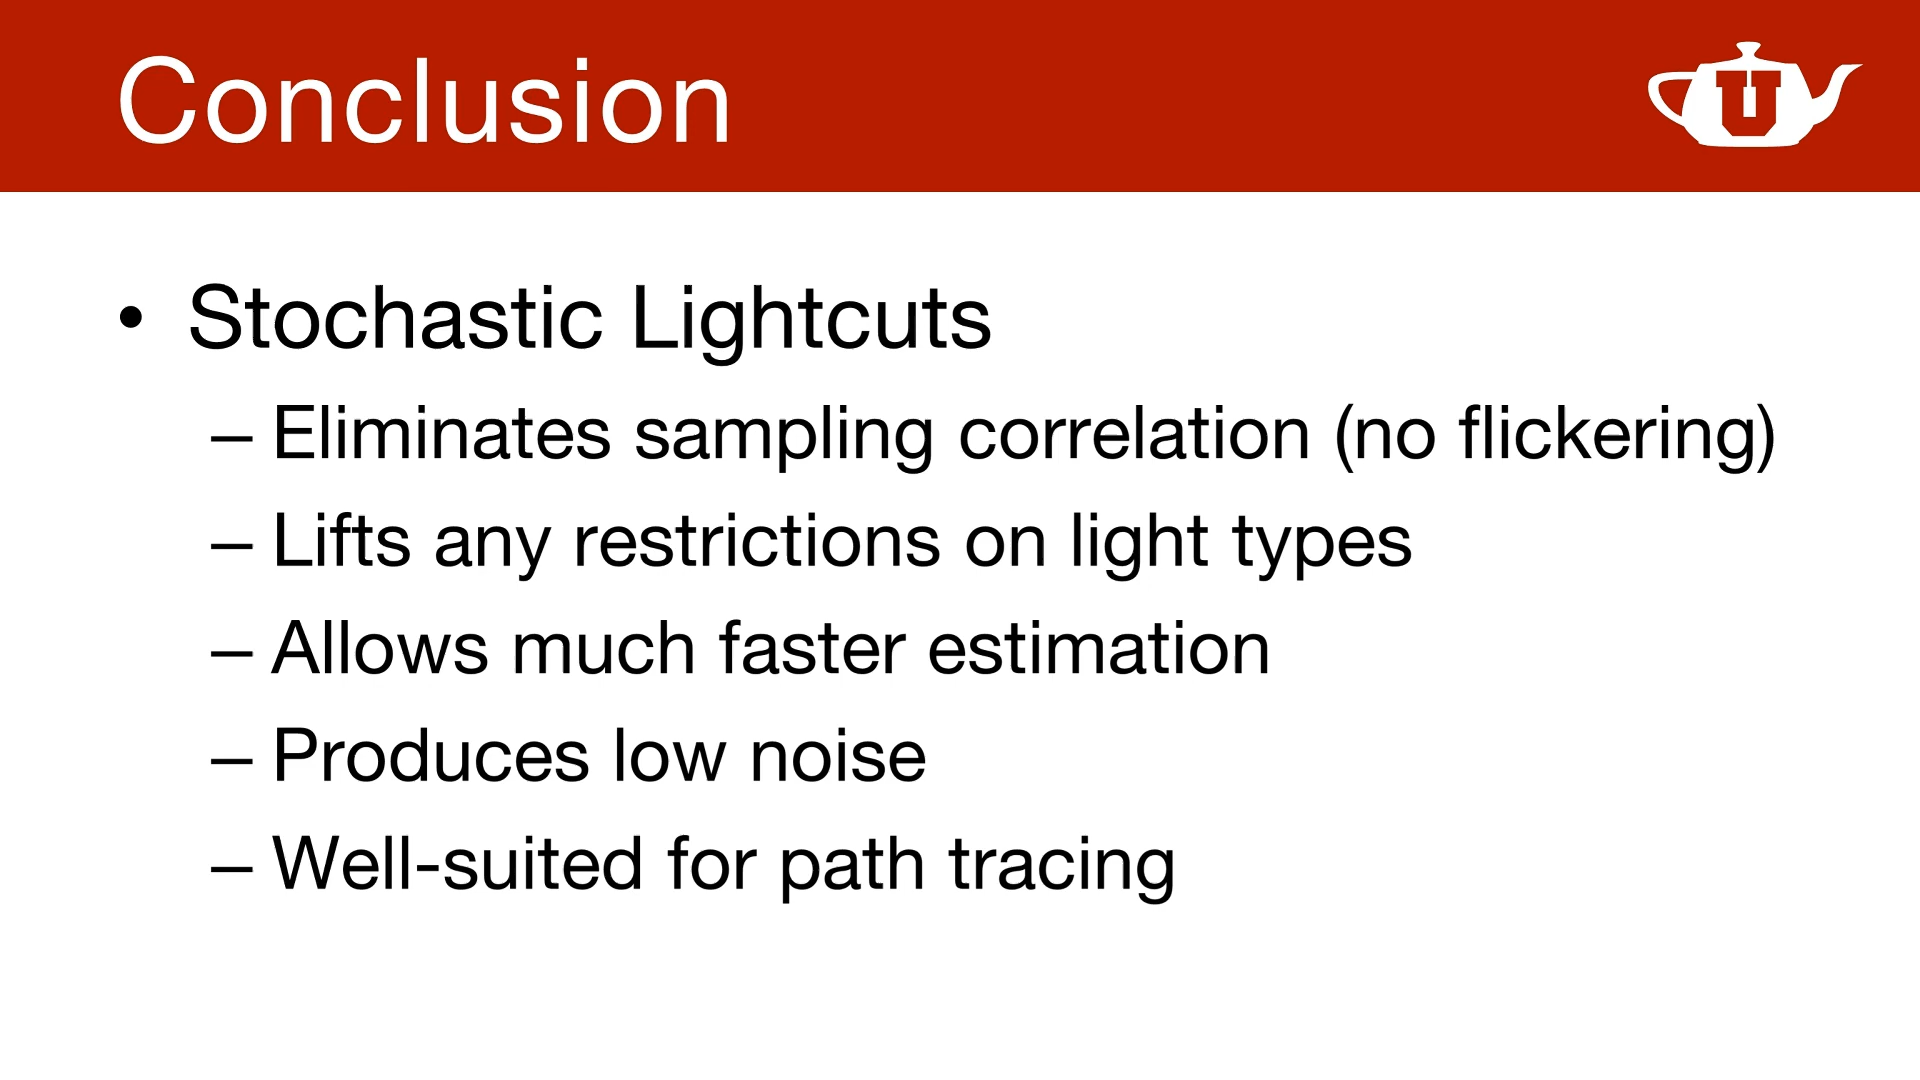 Conclusion
U
• Stochastic Lightcuts
– Eliminates sampling correlation (no flickering)
– Lifts any restrictions on light types
– Allows much faster estimation
– Produces low noise
– Well-suited for path tracing